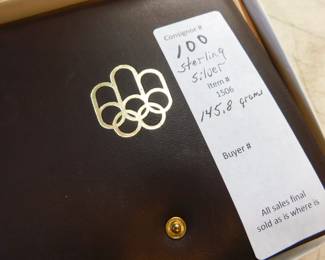 Consignor #
100
Sterling
Silver
Item #
1506
145.8 grams
Buyer #
All sales final
sold as is where is